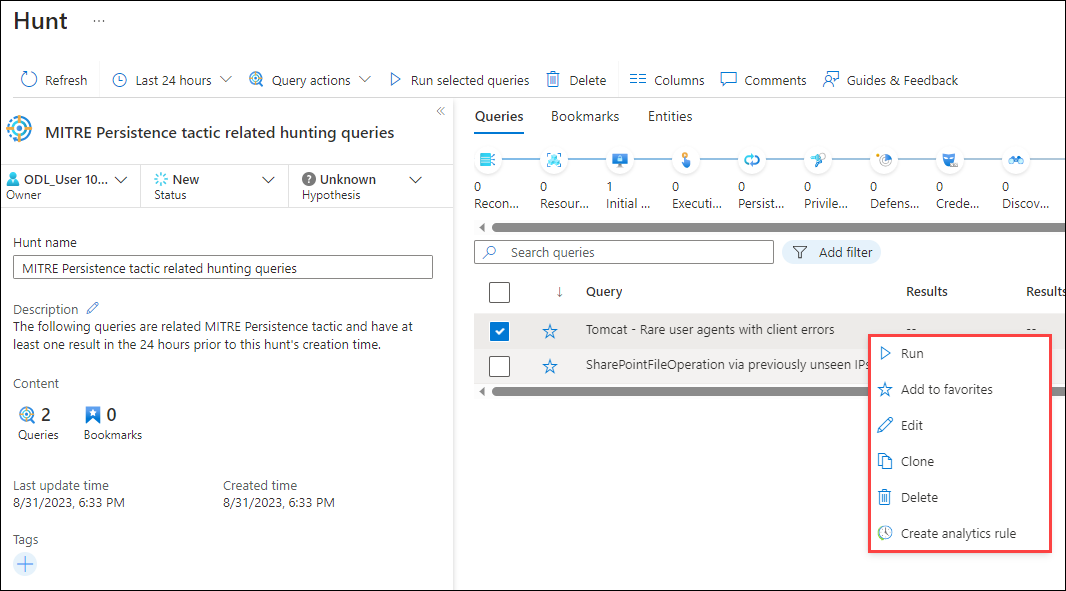 Hunt ...
Refresh Last 24 hours Query actions Run selected queries Delete Columns Comments Guides & Feedback
«
MITRE Persistence tactic related hunting queries
ODL_User 10...
Owner
New
Status
Unknown
Hypothesis
Hunt name
MITRE Persistence tactic related hunting queries
Description
The following queries are related MITRE Persistence tactic and have at
least one result in the 24 hours prior to this hunt's creation time.
Content
2
Queries
0
Bookmarks
Last update time
8/31/2023, 6:33 PM
Created time
8/31/2023, 6:33 PM
Tags
Queries Bookmarks Entities
0 0 1 0 0 0 0 0 0
Recon... Resour... Initial ... Executi... Persist... Privile... Defens... Crede... Discov...
Search queries Add filter
↓ Query Results Results
Tomcat - Rare user agents with client errors -- --
SharePointFileOperation via previously unseen IPs
Run
Add to favorites
Edit
Clone
Delete
Create analytics rule